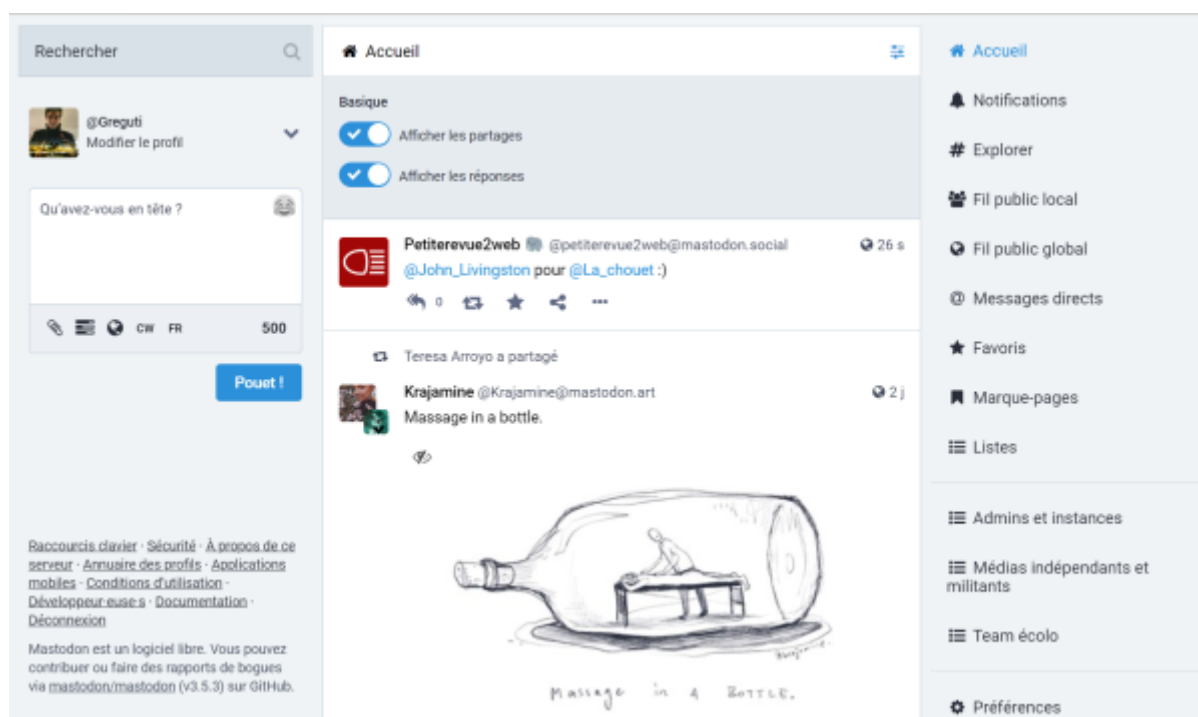 Rechercher
@Greguti
Modifier le profil
Qu'avez-vous en tête ?
CW FR 500
Pouet !
Raccourcis clavier · Sécurité · À propos de ce
serveur · Annuaire des profils · Applications
mobiles · Conditions d'utilisation ·
Développeur·euse·s · Documentation ·
Déconnexion
Mastodon est un logiciel libre. Vous pouvez
contribuer ou faire des rapports de bogues
via mastodon/mastodon (v3.5.3) sur GitHub.
Accueil
Basique
Afficher les partages
Afficher les réponses
Petiterevue2web @petiterevue2web@mastodon.social 26 s
@John_Livingston pour @La_chouet :)
0
Teresa Arroyo a partagé
Krajamine @Krajamine@mastodon.art 2 j
Massage in a bottle.
Krajamine
Massage in a Bottle.
Accueil
Notifications
# Explorer
Fil public local
Fil public global
@ Messages directs
Favoris
Marque-pages
Listes
Admins et instances
Médias indépendants et
militants
Team écolo
Préférences